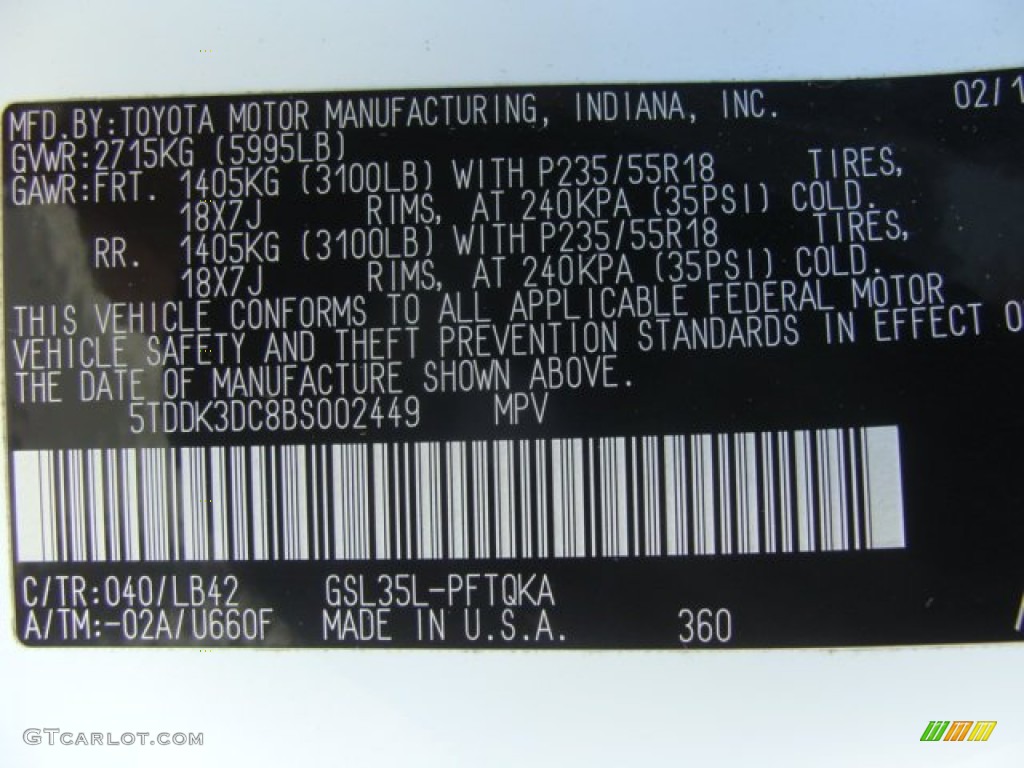 MFD.BY:TOYOTA MOTOR MANUFACTURING, INDIANA, INC. 02/1
GVWR:2715KG (5995LB)
GAWR:FRT. 1405KG (3100LB) WITH P235/55R18 TIRES,
18X7J RIMS, AT 240KPA (35PSI) COLD.
RR. 1405KG (3100LB) WITH P235/55R18 TIRES,
18X7J RIMS, AT 240KPA (35PSI) COLD.
THIS VEHICLE CONFORMS TO ALL APPLICABLE FEDERAL MOTOR
VEHICLE SAFETY AND THEFT PREVENTION STANDARDS IN EFFECT O
THE DATE OF MANUFACTURE SHOWN ABOVE.
5TDDK3DC8BS002449 MPV
C/TR:040/LB42 GSL35L-PFTQKA
A/TM:-02A/U660F MADE IN U.S.A. 360
GTCARLOT.COM